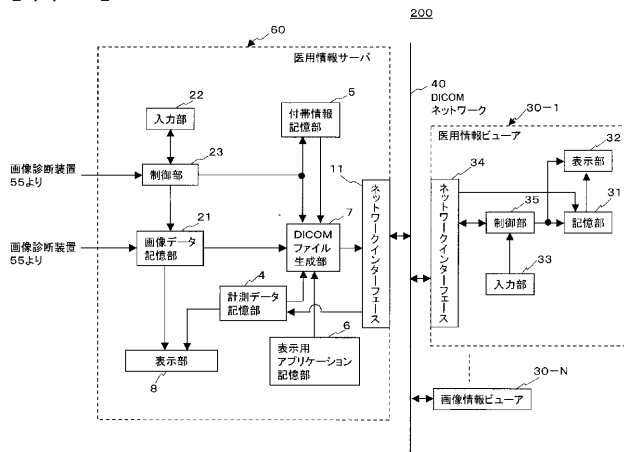 200
60
医用情報サーバ
22
入力部
5
付帯情報
記憶部
40
DICOM
ネットワーク
30-1
医用情報ビューア
画像診断装置
55より
23
制御部
11
ネットワークインターフェース
34
ネットワークインターフェース
32
表示部
35
制御部
31
記憶部
画像診断装置
55より
21
画像データ
記憶部
7
DICOM
ファイル
生成部
33
入力部
4
計測データ
記憶部
表示部
8
6
表示用
アプリケーション
記憶部
30-N
画像情報ビューア